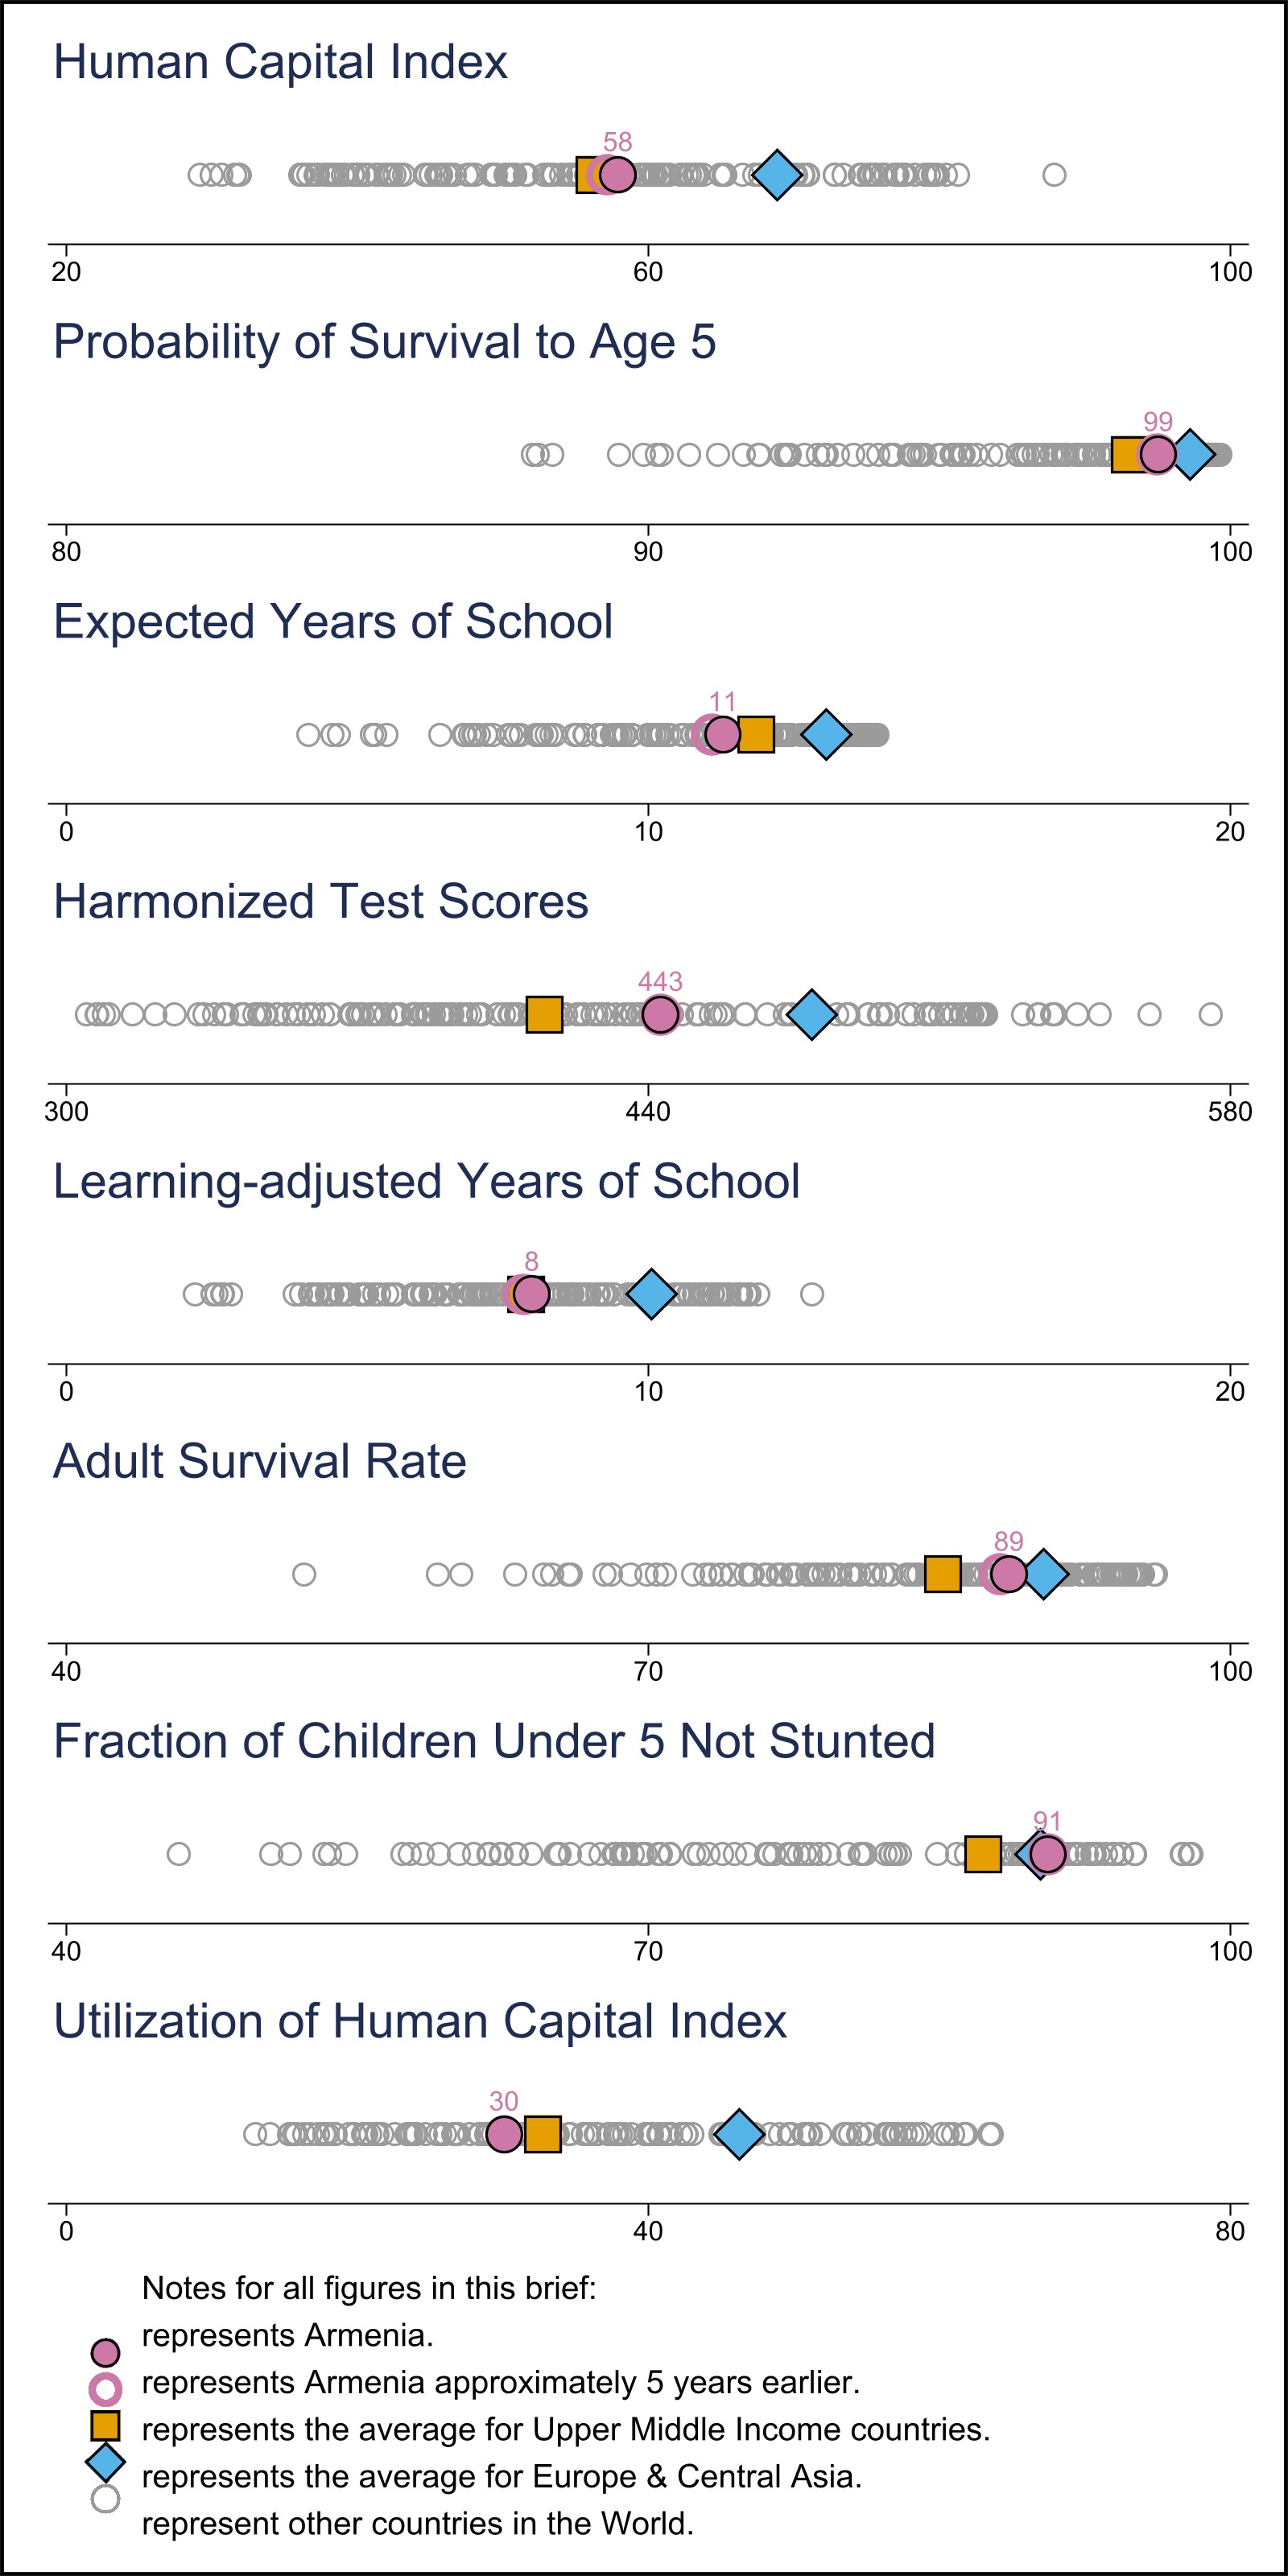 Human Capital Index
58
20 60 100
Probability of Survival to Age 5
99
80 90 100
Expected Years of School
11
0 10 20
Harmonized Test Scores
443
300 440 580
Learning-adjusted Years of School
8
0 10 20
Adult Survival Rate
89
40 70 100
Fraction of Children Under 5 Not Stunted
91
40 70 100
Utilization of Human Capital Index
30
0 40 80
Notes for all figures in this brief:
represents Armenia.
represents Armenia approximately 5 years earlier.
represents the average for Upper Middle Income countries.
represents the average for Europe & Central Asia.
represent other countries in the World.